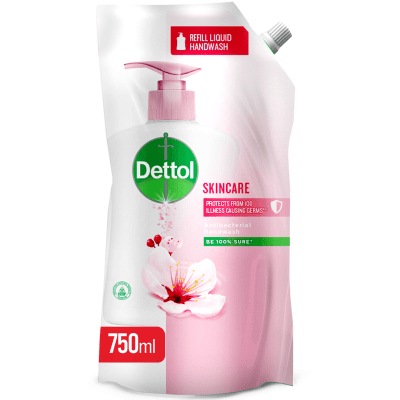 REFILL LIQUID
HANDWASH
Dettol
SKINCARE
PROTECTS FROM 100
ILLNESS CAUSING GERMS*
Antibacterial
Handwash
BE 100% SURE*
750ml